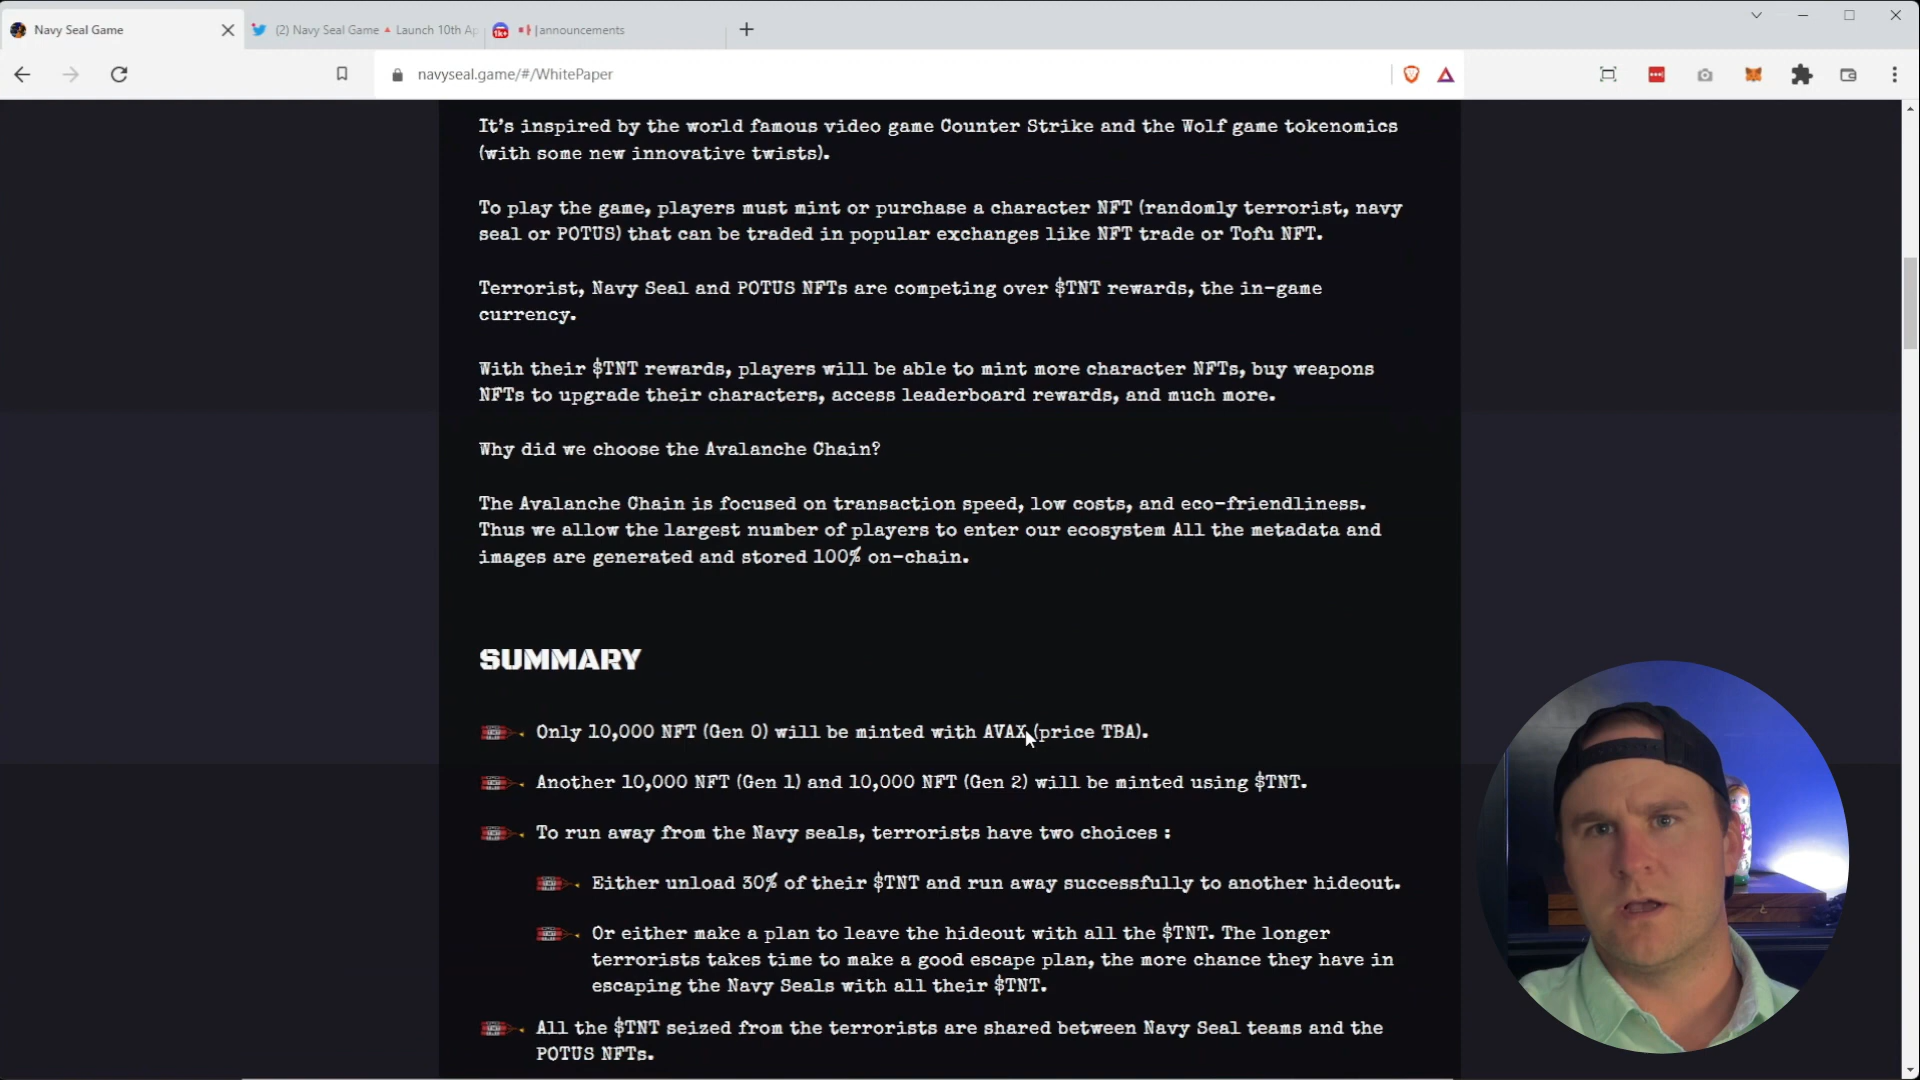 Navy Seal Game
(2) Navy Seal Game 🔺 Launch 10th Ap
1K+
announcements
navyseal.game/#/WhitePaper
It's inspired by the world famous video game Counter Strike and the Wolf game tokenomics
(with some new innovative twists).
To play the game, players must mint or purchase a character NFT (randomly terrorist, navy
seal or POTUS) that can be traded in popular exchanges like NFT trade or Tofu NFT.
Terrorist, Navy Seal and POTUS NFTs are competing over $TNT rewards, the in-game
currency.
With their $TNT rewards, players will be able to mint more character NFTs, buy weapons
NFTs to upgrade their characters, access leaderboard rewards, and much more.
Why did we choose the Avalanche Chain?
The Avalanche Chain is focused on transaction speed, low costs, and eco-friendliness.
Thus we allow the largest number of players to enter our ecosystem All the metadata and
images are generated and stored 100% on-chain.
SUMMARY
Only 10,000 NFT (Gen 0) will be minted with AVAX (price TBA).
Another 10,000 NFT (Gen 1) and 10,000 NFT (Gen 2) will be minted using $TNT.
To run away from the Navy seals, terrorists have two choices :
Either unload 30% of their $TNT and run away successfully to another hideout.
Or either make a plan to leave the hideout with all the $TNT. The longer
terrorists takes time to make a good escape plan, the more chance they have in
escaping the Navy Seals with all their $TNT.
All the $TNT seized from the terrorists are shared between Navy Seal teams and the
POTUS NFTs.